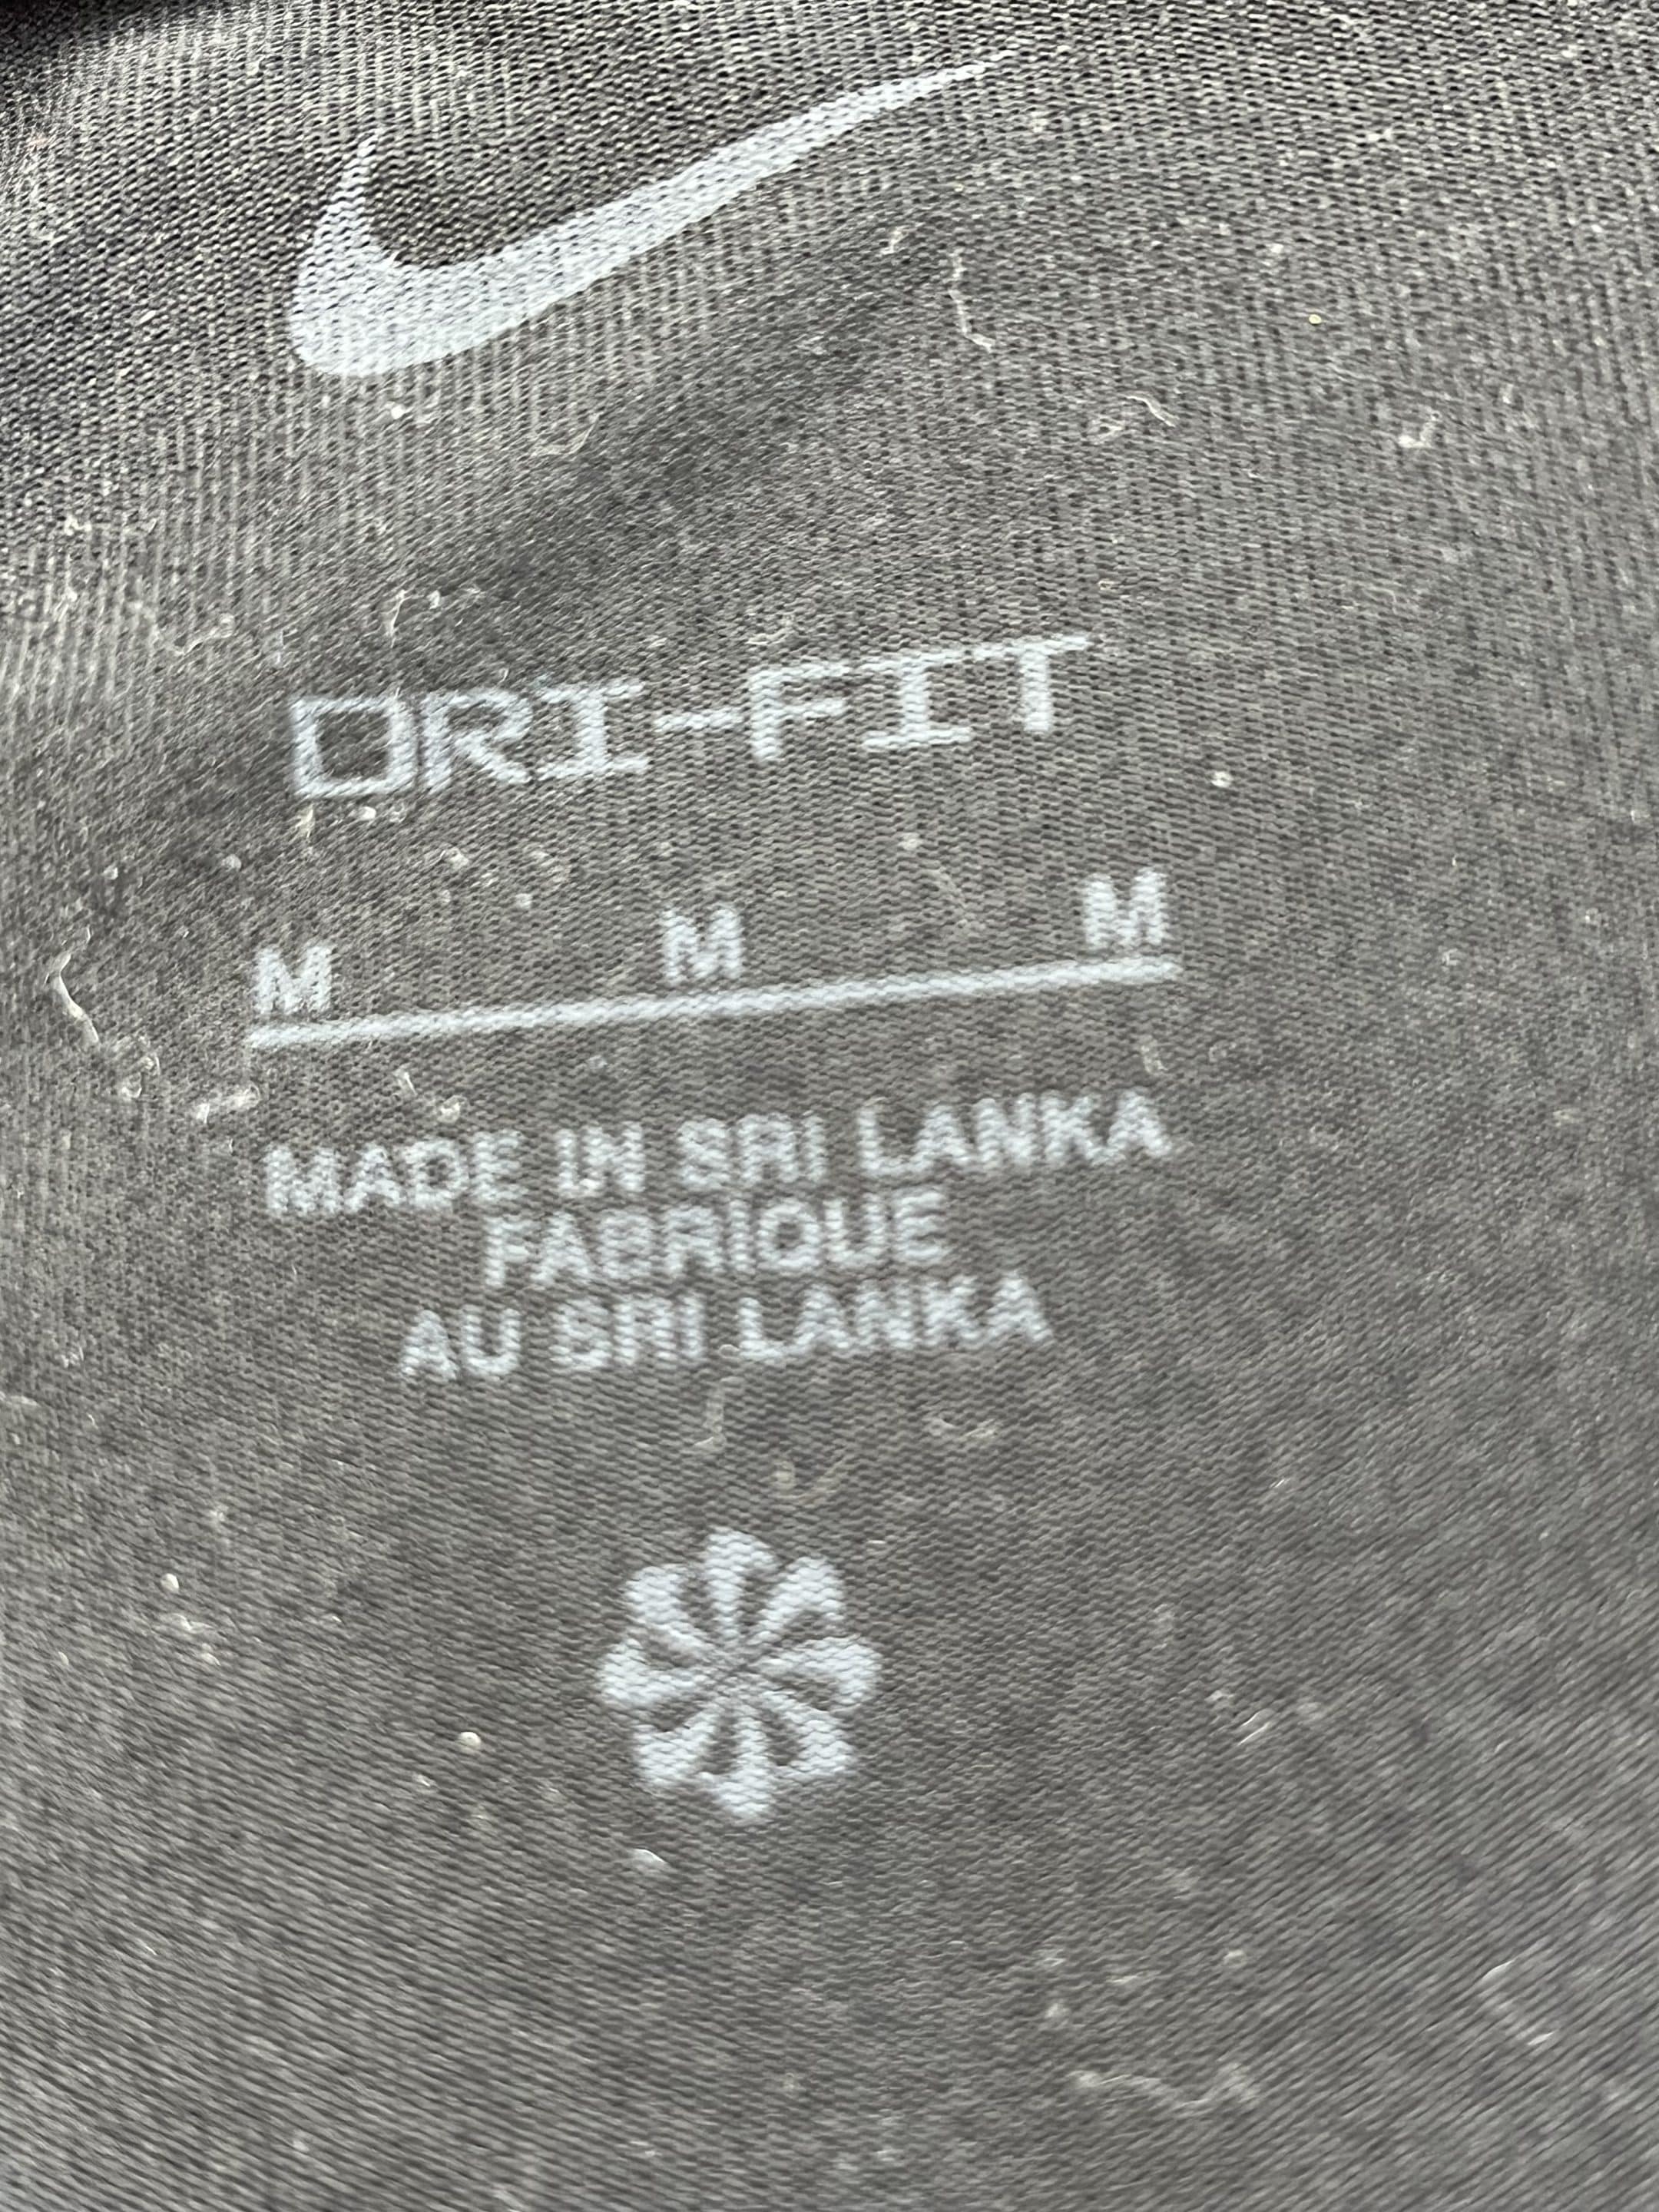 DRI-FIT
M M M
MADE IN SRI LANKA
FABRIQUE
AU SRI LANKA